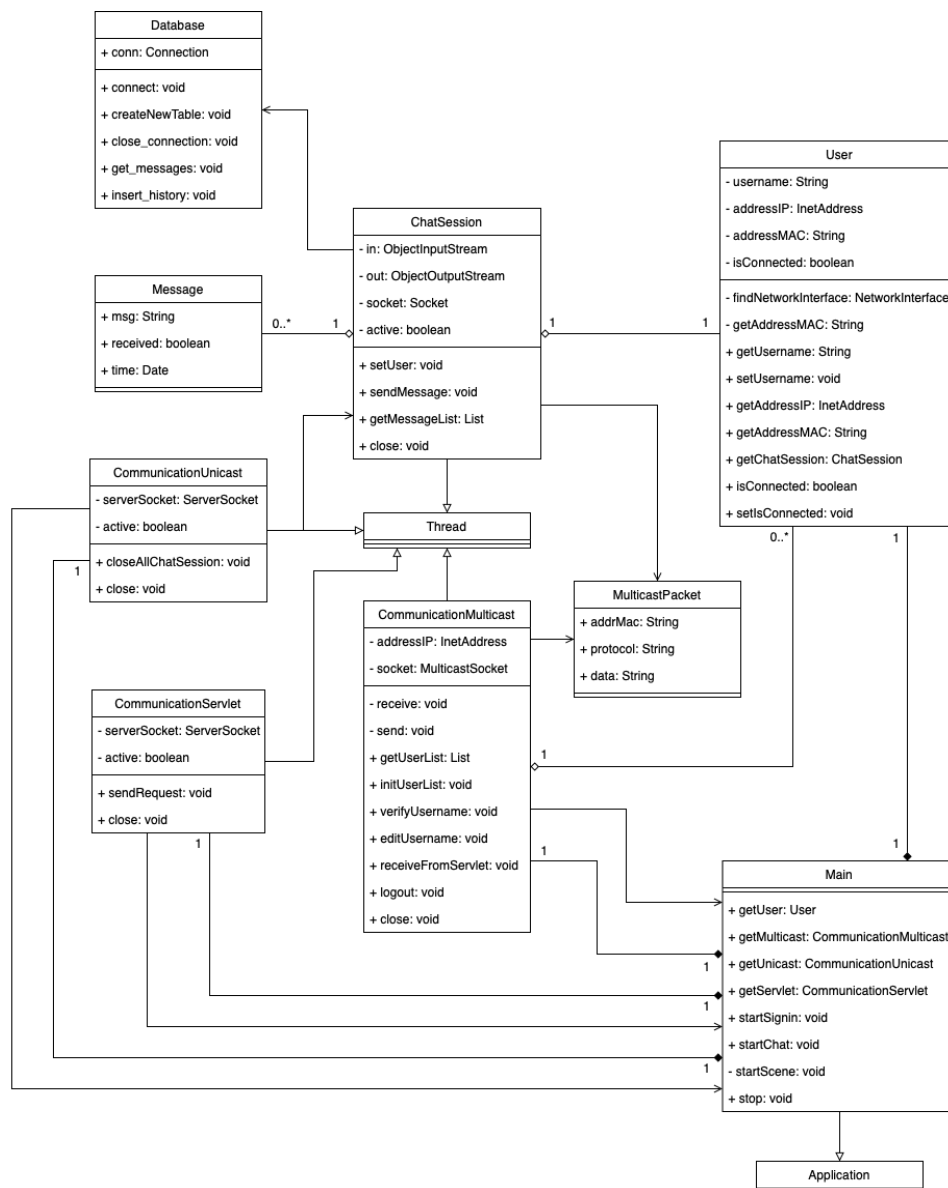 Database
+ conn: Connection
+ connect: void
+ createNewTable: void
+ close_connection: void
+ get_messages: void
+ insert_history: void
User
- username: String
- addressIP: InetAddress
- addressMAC: String
- isConnected: boolean
- findNetworkInterface: NetworkInterface
- getAddressMAC: String
+ getUsername: String
+ setUsername: void
+ getAddressIP: InetAddress
+ getAddressMAC: String
+ getChatSession: ChatSession
+ isConnected: boolean
+ setIsConnected: void
ChatSession
- in: ObjectInputStream
- out: ObjectOutputStream
- socket: Socket
- active: boolean
+ setUser: void
+ sendMessage: void
+ getMessageList: List
+ close: void
Message
+ msg: String
+ received: boolean
+ time: Date
0..*
1
1
1
CommunicationUnicast
- serverSocket: ServerSocket
- active: boolean
+ closeAllChatSession: void
+ close: void
1
Thread
0..*
1
MulticastPacket
+ addrMac: String
+ protocol: String
+ data: String
CommunicationMulticast
- addressIP: InetAddress
- socket: MulticastSocket
- receive: void
- send: void
+ getUserList: List
+ initUserList: void
+ verifyUsername: void
+ editUsername: void
+ receiveFromServlet: void
+ logout: void
+ close: void
1
1
CommunicationServlet
- serverSocket: ServerSocket
- active: boolean
+ sendRequest: void
+ close: void
1
1
Main
+ getUser: User
+ getMulticast: CommunicationMulticast
+ getUnicast: CommunicationUnicast
+ getServlet: CommunicationServlet
+ startSignin: void
+ startChat: void
- startScene: void
+ stop: void
1
1
1
Application